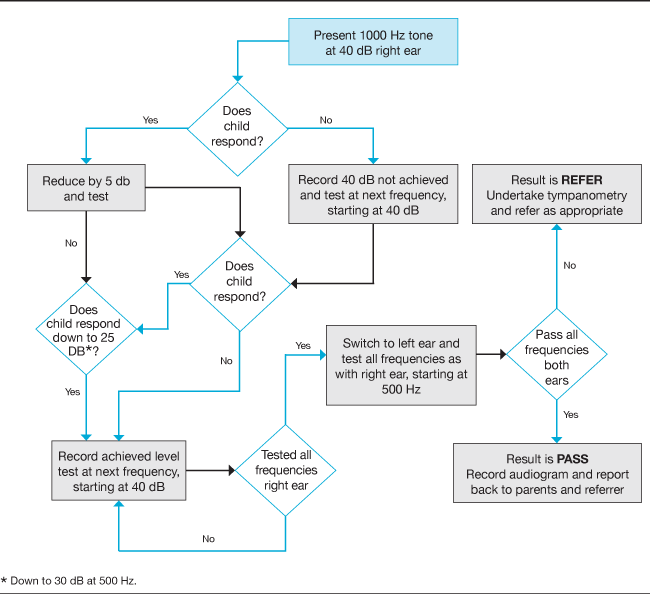 Present 1000 Hz tone
at 40 dB right ear
Does
child
respond?
Yes
No
Reduce by 5 db
and test
Record 40 dB not achieved
and test at next frequency,
starting at 40 dB
Result is REFER
Undertake tympanometry
and refer as appropriate
No
Yes
Does
child
respond?
No
Does
child respond
down to 25
DB*?
Yes
No
Yes
Switch to left ear and
test all frequencies as
with right ear, starting at
500 Hz
Pass all
frequencies
both
ears
Yes
Record achieved level
test at next frequency,
starting at 40 dB
Tested all
frequencies
right ear
No
Result is PASS
Record audiogram and report
back to parents and referrer
* Down to 30 dB at 500 Hz.